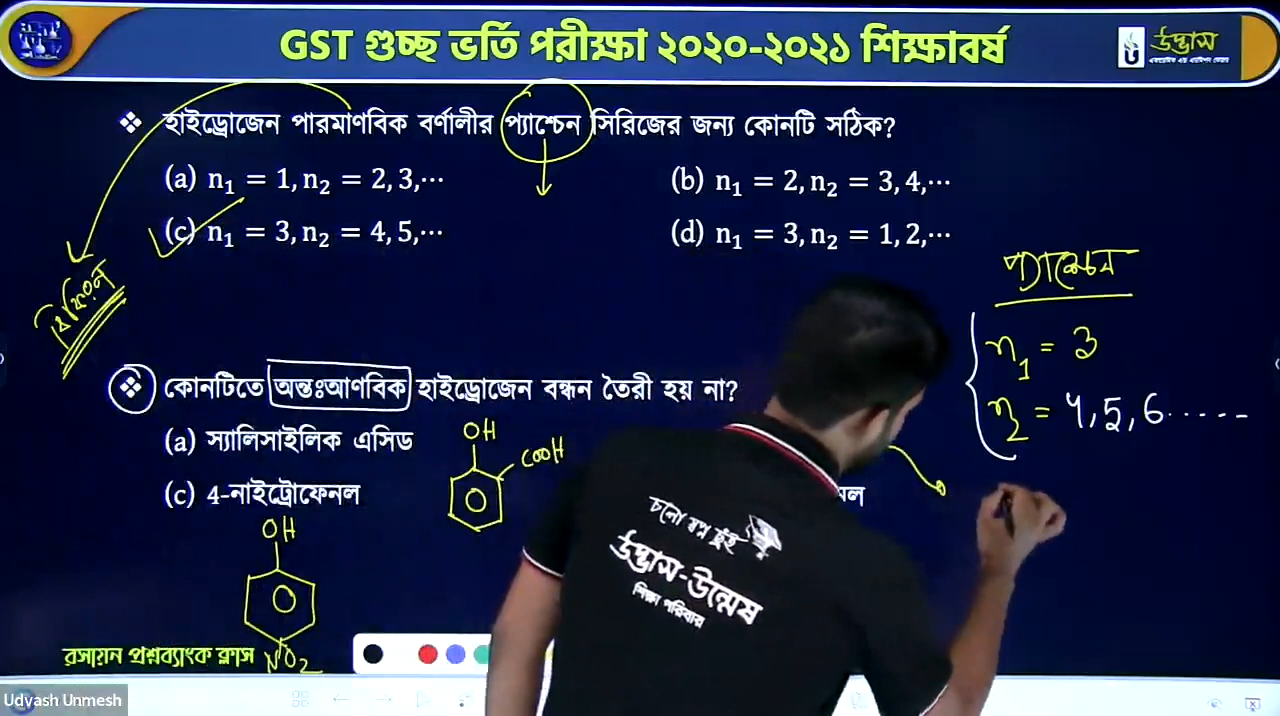 GST গুচ্ছ ভর্তি পরীক্ষা ২০২০-২০২১ শিক্ষাবর্ষ
উদ্ভাস
❖ হাইড্রোজেন পারমাণবিক বর্ণালীর প্যাশ্চেন সিরিজের জন্য কোনটি সঠিক?
(a) n₁ = 1, n₂ = 2,3,⋯ (b) n₁ = 2, n₂ = 3,4,⋯
(c) n₁ = 3, n₂ = 4,5,⋯ (d) n₁ = 3, n₂ = 1,2,⋯
বিকিরণ
প্যাশ্চেন
n₁ = 3
n₂ = 4,5,6.....--
❖ কোনটিতে অন্তঃআণবিক হাইড্রোজেন বন্ধন তৈরী হয় না?
(a) স্যালিসাইলিক এসিড
OH
COOH
(c) 4-নাইট্রোফেনল
OH
NO₂
চলো স্বপ্ন ছুঁই
উদ্ভাস-উন্মেষ
শিক্ষা পরিবার
রসায়ন প্রশ্নব্যাংক ক্লাস
Udvash Unmesh